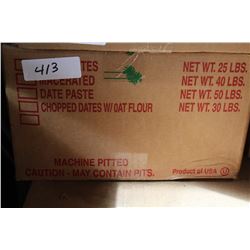 413
TES NET WT. 25 LBS.
MACERATED NET WT. 40 LBS.
DATE PASTE NET WT. 50 LBS.
CHOPPED DATES W/OAT FLOUR NET WT. 30 LBS.
MACHINE PITTED
CAUTION - MAY CONTAIN PITS. Product of USA U